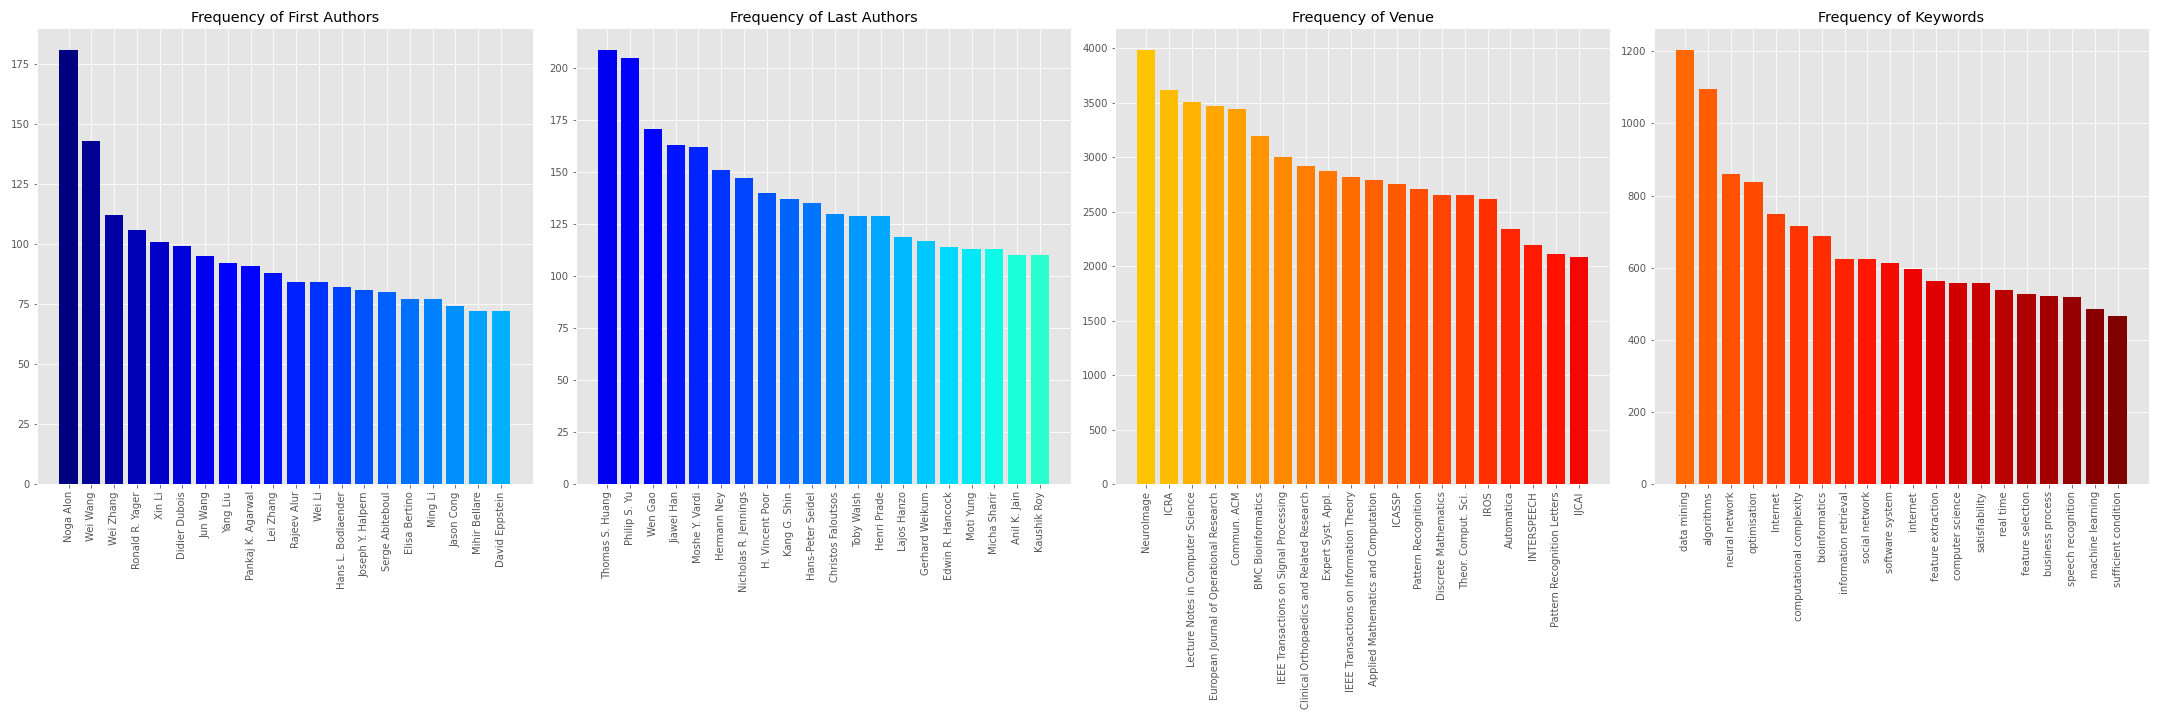 Frequency of First Authors
175
150
125
100
75
50
25
0
Noga Alon
Wei Wang
Wei Zhang
Ronald R. Yager
Xin Li
Didier Dubois
Jun Wang
Yang Liu
Pankaj K. Agarwal
Lei Zhang
Rajeev Alur
Wei Li
Hans L. Bodlaender
Joseph Y. Halpern
Serge Abiteboul
Elisa Bertino
Ming Li
Jason Cong
Mihir Bellare
David Eppstein
Frequency of Last Authors
200
175
150
125
100
75
50
25
0
Thomas S. Huang
Philip S. Yu
Wen Gao
Jiawei Han
Moshe Y. Vardi
Hermann Ney
Nicholas R. Jennings
H. Vincent Poor
Kang G. Shin
Hans-Peter Seidel
Christos Faloutsos
Toby Walsh
Henri Prade
Lajos Hanzo
Gerhard Weikum
Edwin R. Hancock
Moti Yung
Micha Sharir
Anil K. Jain
Kaushik Roy
Frequency of Venue
4000
3500
3000
2500
2000
1500
1000
500
0
NeuroImage
ICRA
Lecture Notes in Computer Science
European Journal of Operational Research
Commun. ACM
BMC Bioinformatics
IEEE Transactions on Signal Processing
Clinical Orthopaedics and Related Research
Expert Syst. Appl.
IEEE Transactions on Information Theory
Applied Mathematics and Computation
ICASSP
Pattern Recognition
Discrete Mathematics
Theor. Comput. Sci.
IROS
Automatica
INTERSPEECH
Pattern Recognition Letters
IJCAI
Frequency of Keywords
1200
1000
800
600
400
200
0
data mining
algorithms
neural network
optimisation
Internet
computational complexity
bioinformatics
information retrieval
social network
software system
internet
feature extraction
computer science
satisfiability
real time
feature selection
business process
speech recognition
machine learning
sufficient condition